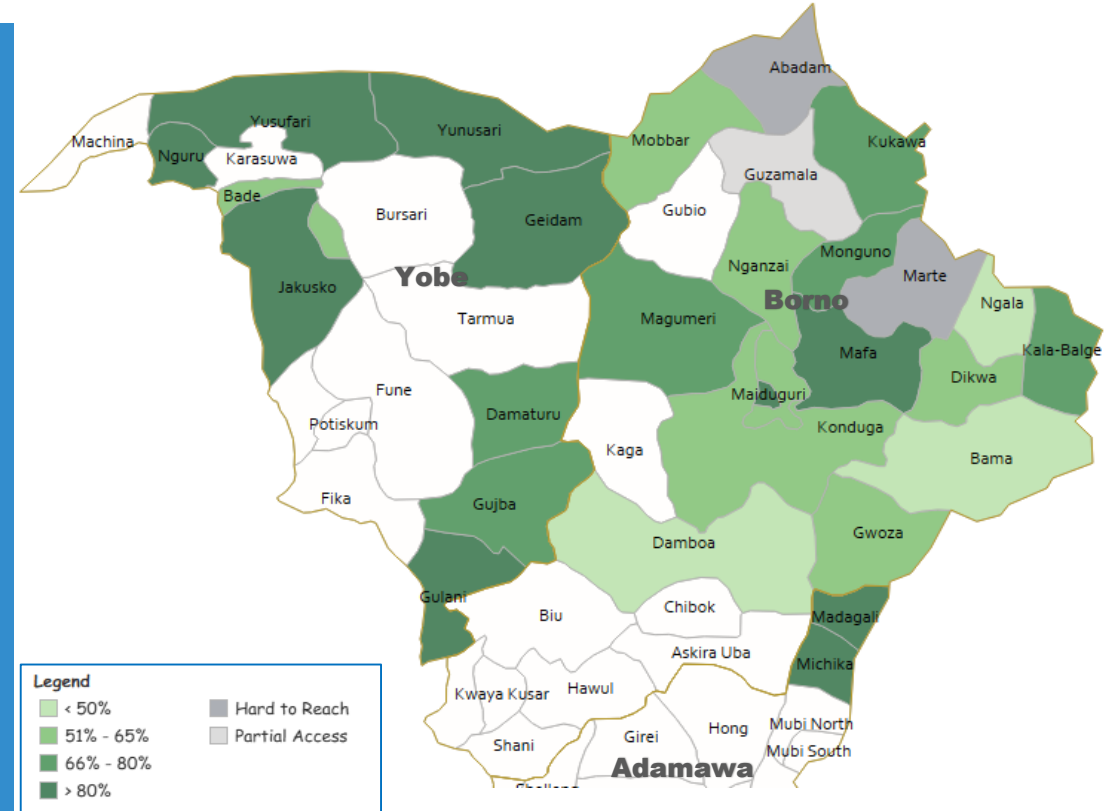 Abadam
Machina
Yusufari
Yunusari
Mobbar
Kukawa
Nguru
Karasuwa
Guzamala
Bade
Bursari
Geidam
Gubio
Nganzai
Monguno
Marte
Yobe
Borno
Ngala
Jakusko
Tarmua
Magumeri
Mafa
Kala-Balge
Fune
Maiduguri
Dikwa
Damaturu
Potiskum
Konduga
Kaga
Bama
Fika
Gujba
Damboa
Gwoza
Gulani
Biu
Chibok
Madagali
Askira Uba
Michika
Kwaya Kusar
Hawul
Hong
Mubi North
Shani
Girei
Mubi South
Adamawa
Legend
< 50%
Hard to Reach
51% - 65%
Partial Access
66% - 80%
> 80%